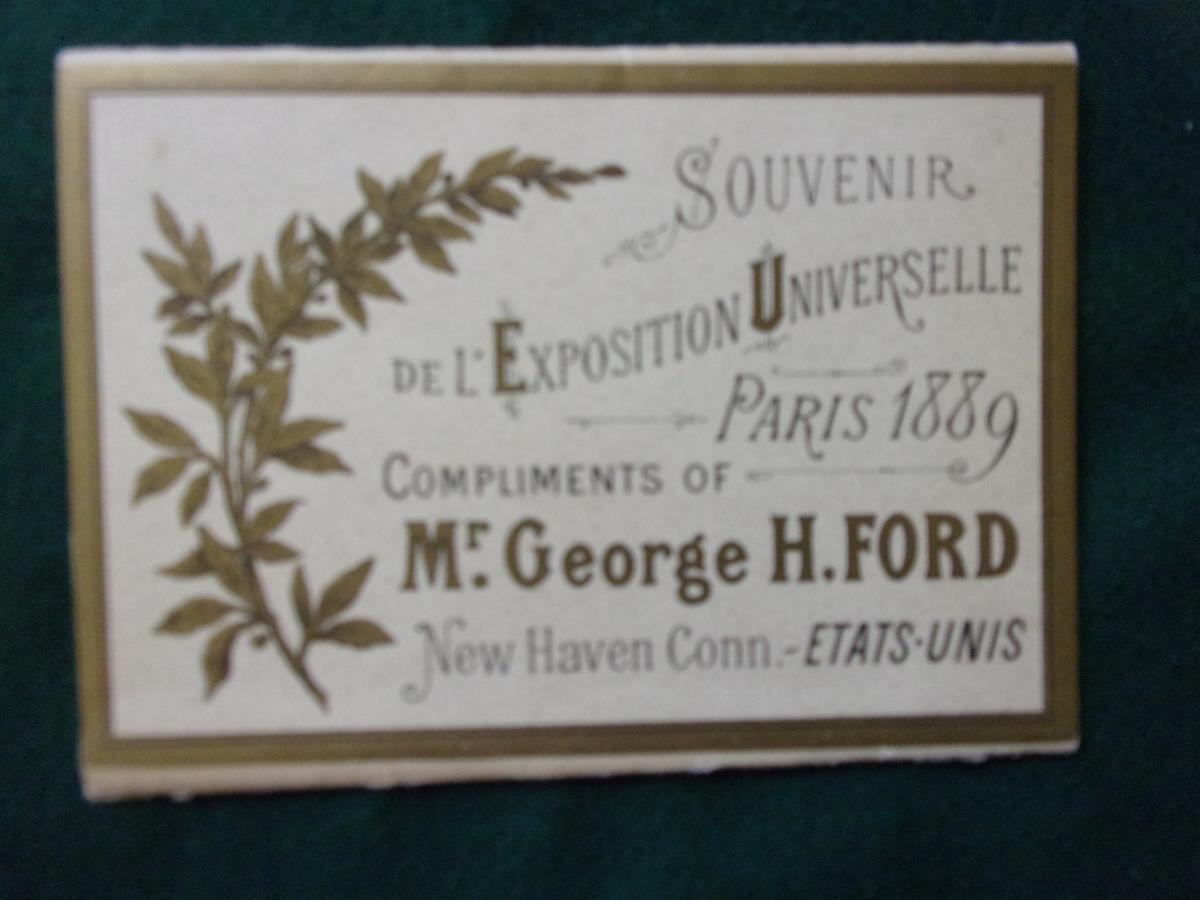 SOUVENIR
DE L'EXPOSITION UNIVERSELLE
PARIS 1889
COMPLIMENTS OF
Mr. George H. FORD
New Haven Conn.-ETATS-UNIS